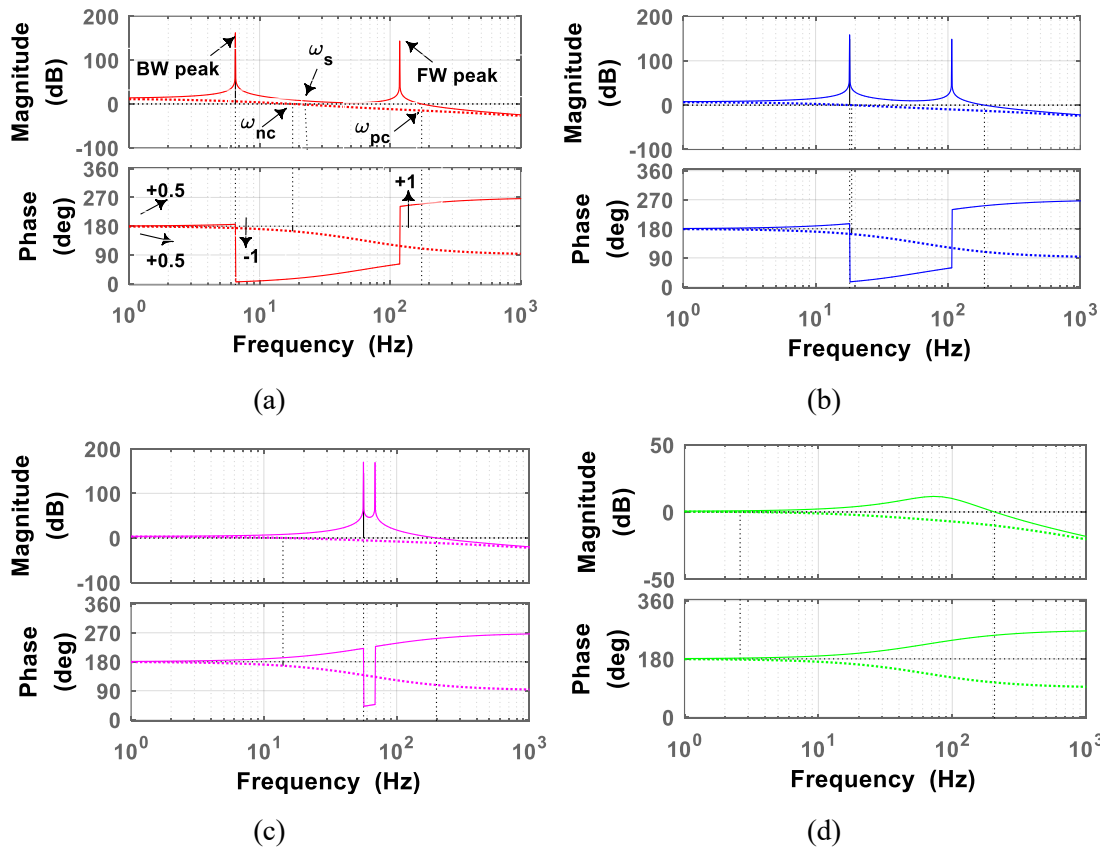 200
100
0
-100
Magnitude
(dB)
BW peak
ωs
FW peak
ωnc
ωpc
360
270
180
90
0
Phase
(deg)
+0.5
+0.5
-1
+1
10^0
10^1
10^2
10^3
Frequency (Hz)
(a)
200
100
0
-100
Magnitude
(dB)
360
270
180
90
0
Phase
(deg)
10^0
10^1
10^2
10^3
Frequency (Hz)
(b)
200
100
0
-100
Magnitude
(dB)
360
270
180
90
0
Phase
(deg)
10^0
10^1
10^2
10^3
Frequency (Hz)
(c)
50
0
-50
Magnitude
(dB)
360
180
0
Phase
(deg)
10^0
10^1
10^2
10^3
Frequency (Hz)
(d)